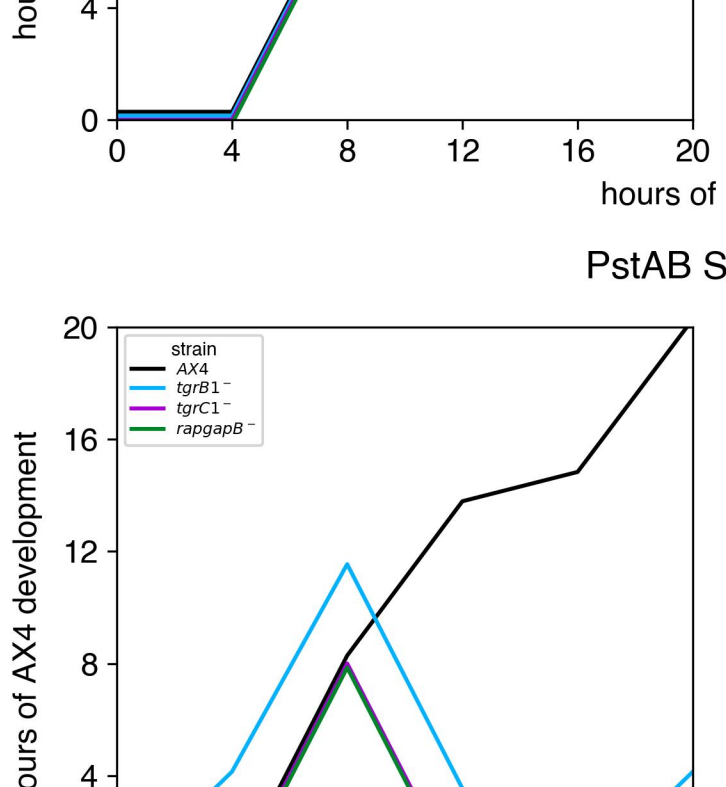 4
0
0 4 8 12 16 20
hours of
PstAB S
20
strain
AX4
tgrB1⁻
tgrC1⁻
rapgapB⁻
16
12
8
4
ours of AX4 development